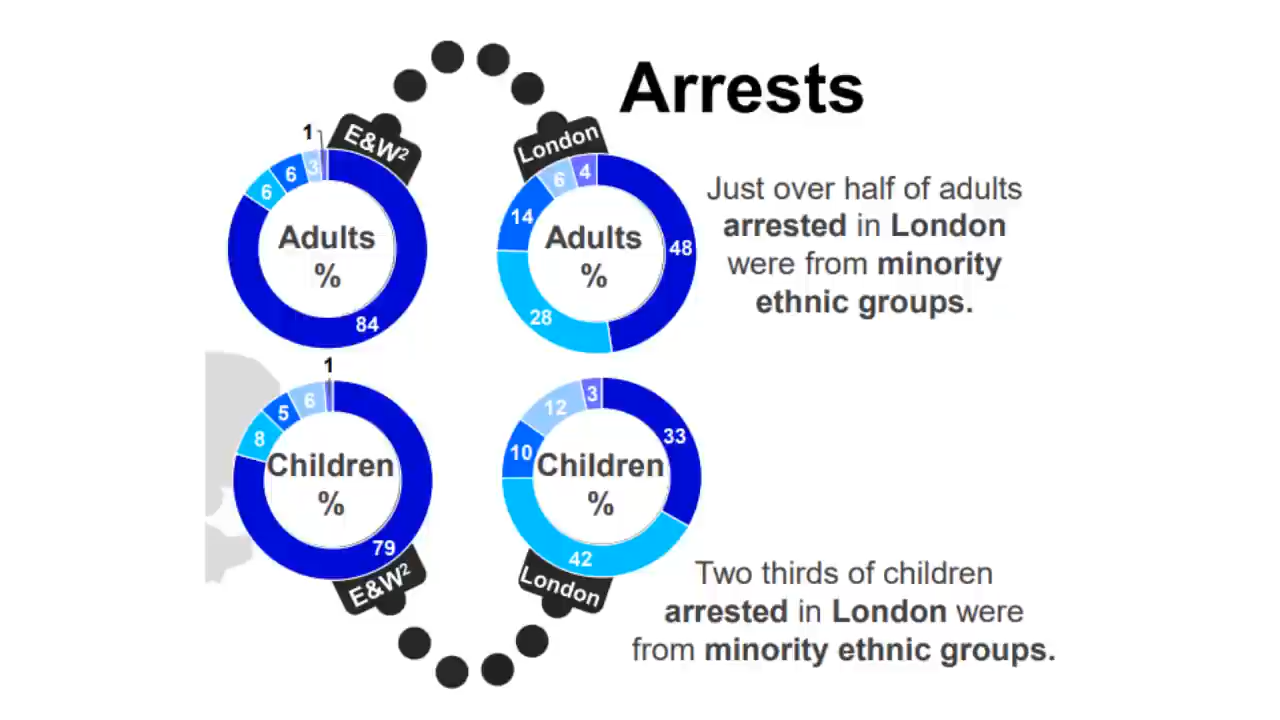 Arrests
E&W²
1
6
6
3
84
Adults
%
London
48
28
14
6
4
Adults
%
Just over half of adults
arrested in London
were from minority
ethnic groups.
1
8
5
6
79
Children
%
E&W²
33
42
10
12
3
Children
%
London
Two thirds of children
arrested in London were
from minority ethnic groups.